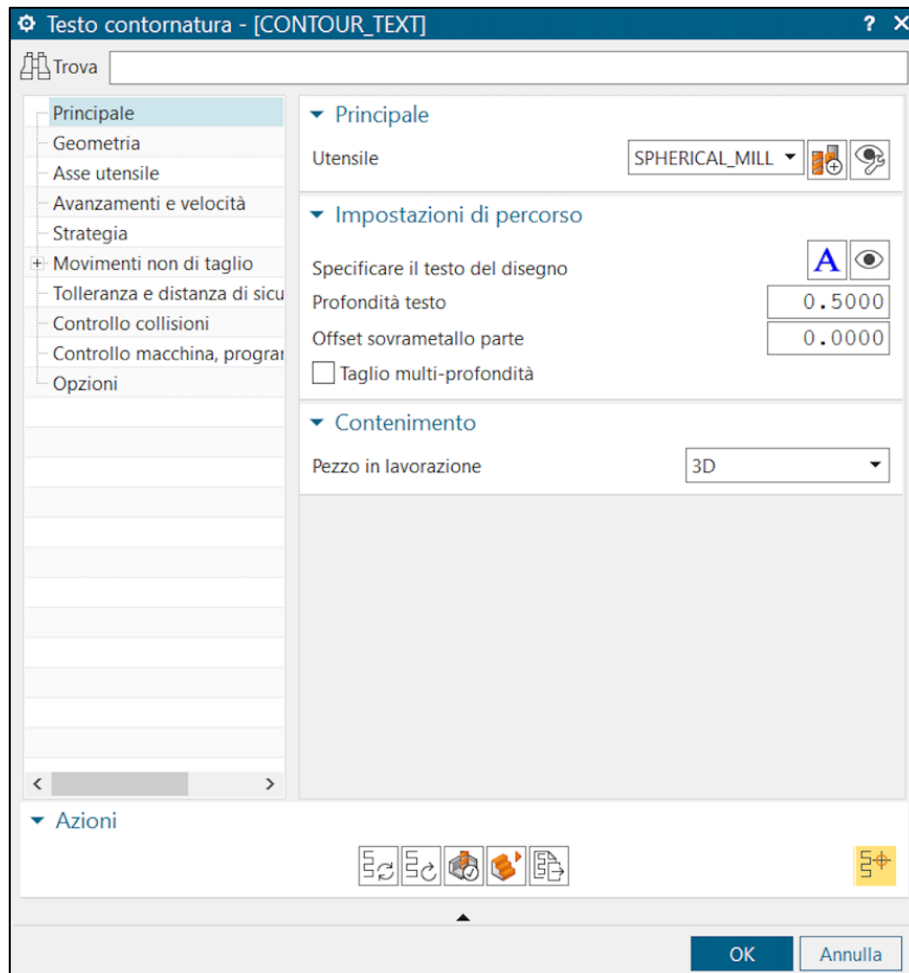 Testo contornatura - [CONTOUR_TEXT]
Trova
Principale
Geometria
Asse utensile
Avanzamenti e velocità
Strategia
Movimenti non di taglio
Tolleranza e distanza di sicu
Controllo collisioni
Controllo macchina, progra
Opzioni
Principale
Utensile SPHERICAL_MILL
Impostazioni di percorso
Specificare il testo del disegno A
Profondità testo 0.5000
Offset sovrametallo parte 0.0000
Taglio multi-profondità
Contenimento
Pezzo in lavorazione 3D
Azioni
OK Annulla